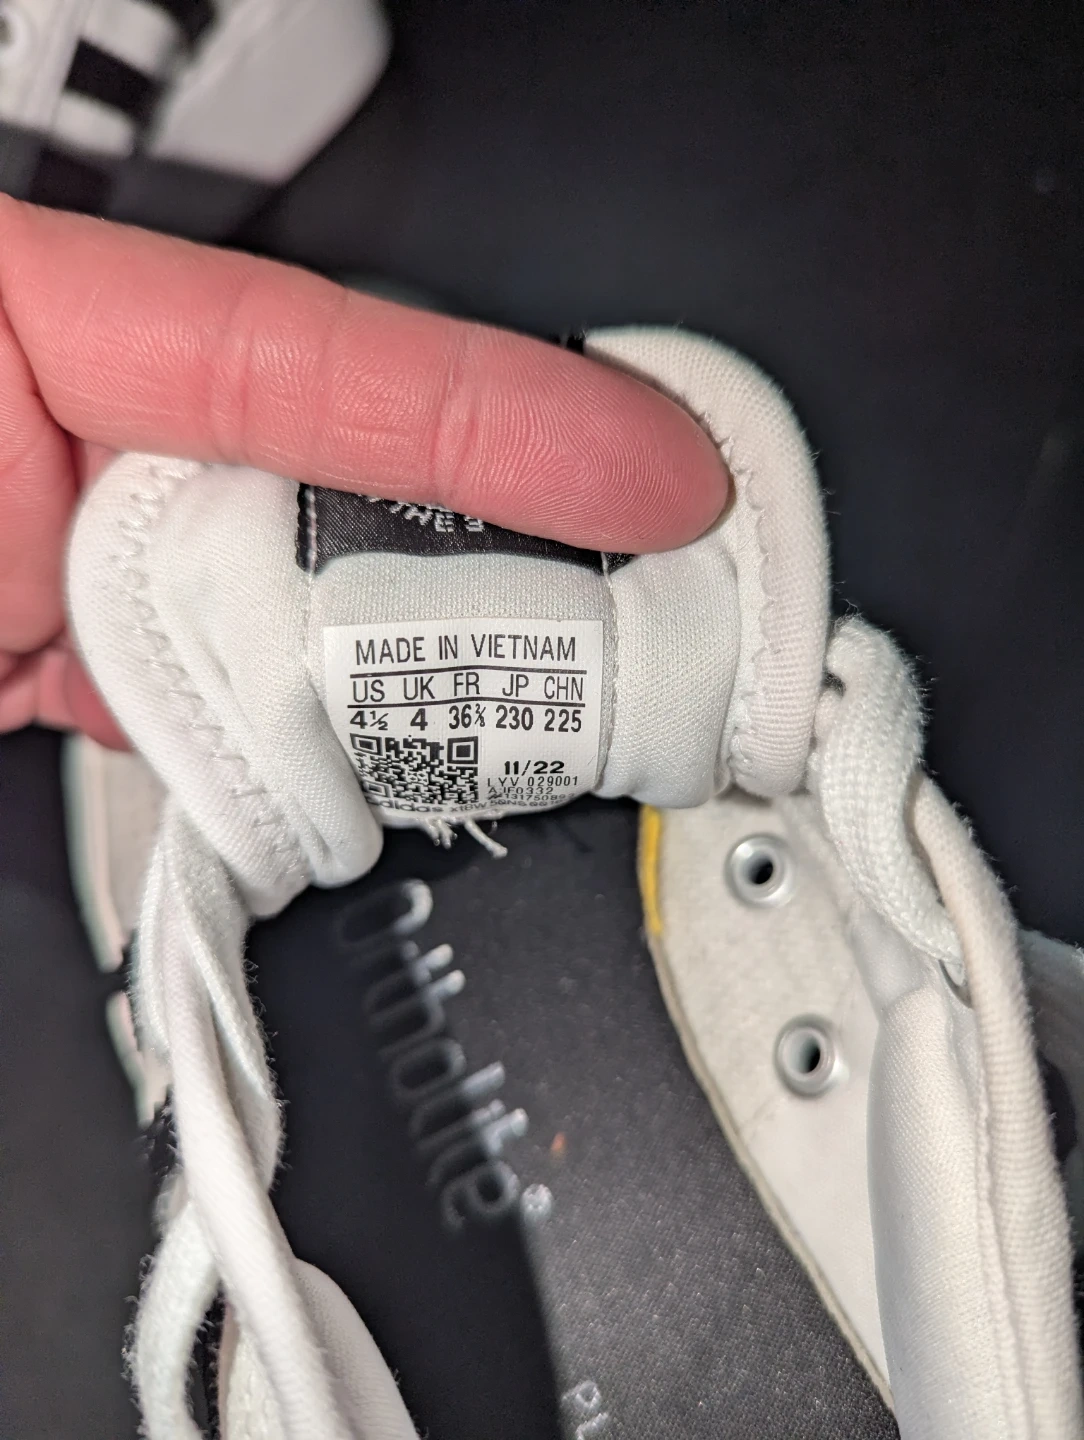 MADE IN VIETNAM
US UK FR JP CHN
4½ 4 36⅔ 230 225
11/22
LYV 029001
adidas
ortholite